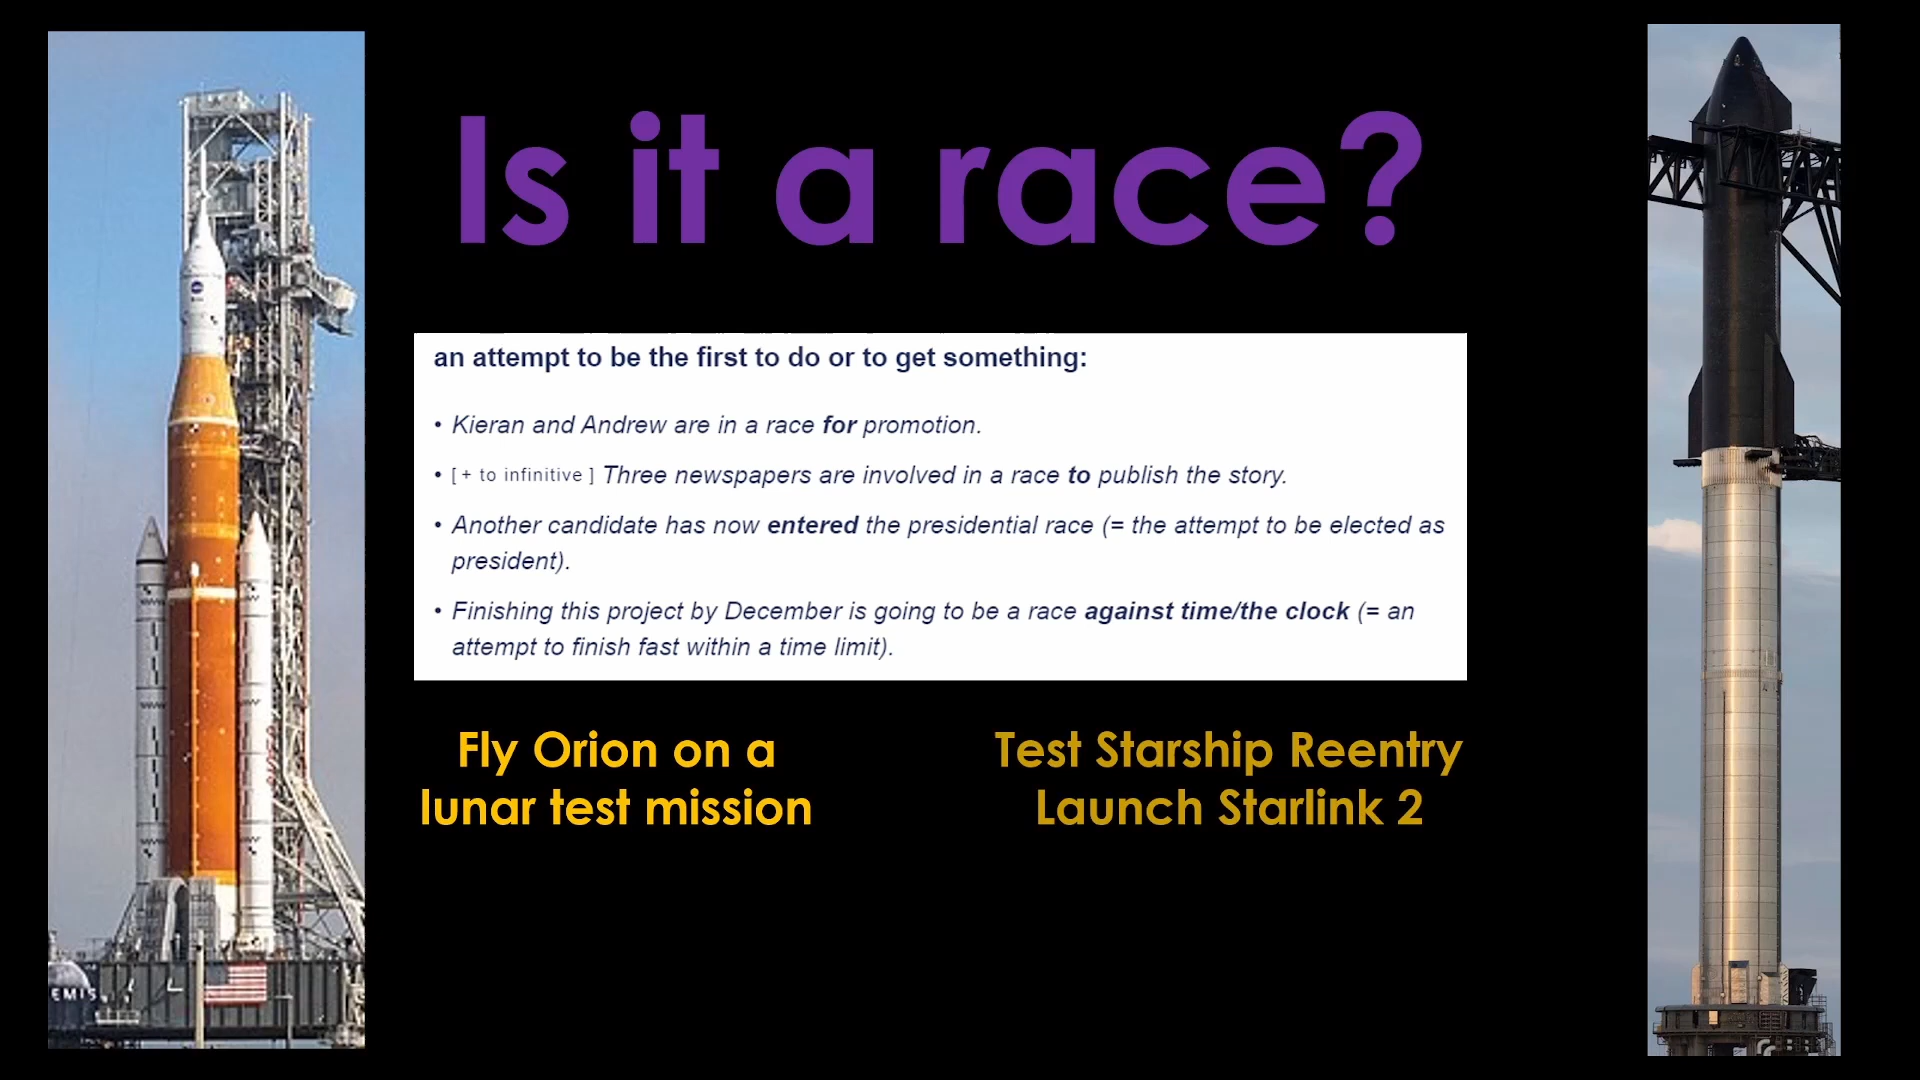 Is it a race?
an attempt to be the first to do or to get something:
• Kieran and Andrew are in a race for promotion.
• [ + to infinitive ] Three newspapers are involved in a race to publish the story.
• Another candidate has now entered the presidential race (= the attempt to be elected as
president).
• Finishing this project by December is going to be a race against time/the clock (= an
attempt to finish fast within a time limit).
Fly Orion on a
lunar test mission
Test Starship Reentry
Launch Starlink 2
EMIS